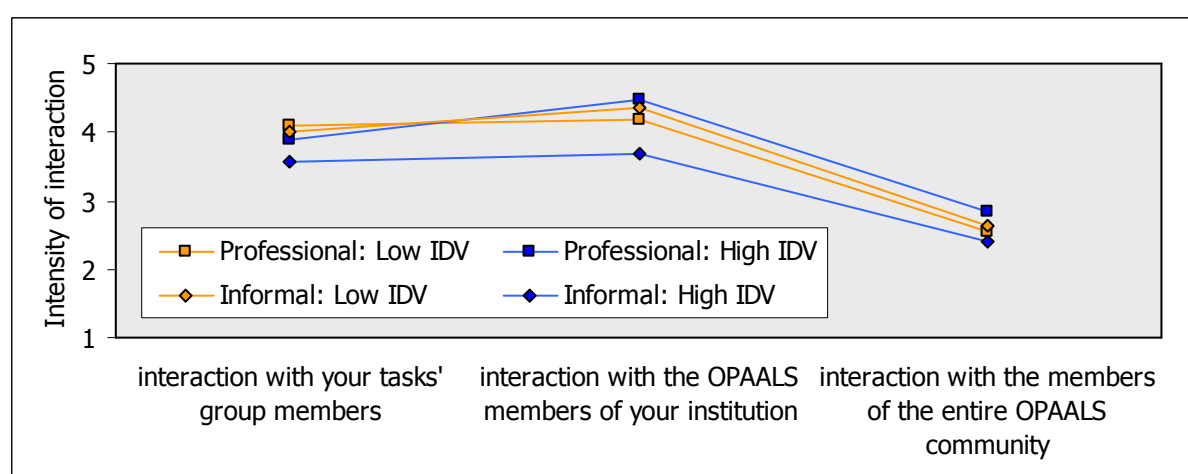 5
4
3
2
1
Intensity of interaction
Professional: Low IDV
Professional: High IDV
Informal: Low IDV
Informal: High IDV
interaction with your tasks'
group members
interaction with the OPAALS
members of your institution
interaction with the members
of the entire OPAALS
community